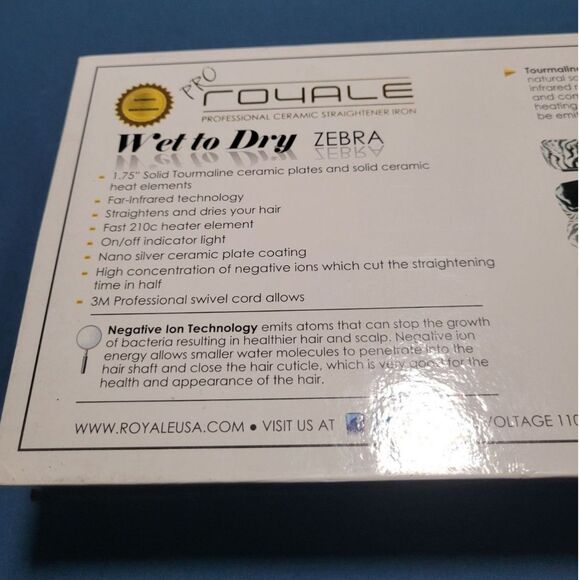 PRO
ROYALE
PROFESSIONAL CERAMIC STRAIGHTENER IRON
Wet to Dry ZEBRA
1.75" Solid Tourmaline ceramic plates and solid ceramic
heat elements
Far-Infrared technology
Straightens and dries your hair
Fast 210c heater element
On/off indicator light
Nano silver ceramic plate coating
High concentration of negative ions which cut the straightening
time in half
3M Professional swivel cord allows
Negative Ion Technology emits atoms that can stop the growth
of bacteria resulting in healthier hair and scalp. Negative ion
energy allows smaller water molecules to penetrate into the
hair shaft and close the hair cuticle, which is very good for the
health and appearance of the hair.
WWW.ROYALEUSA.COM • VISIT US AT
VOLTAGE 110
Tourmalin
natural
infrared
and con
heating
be emit